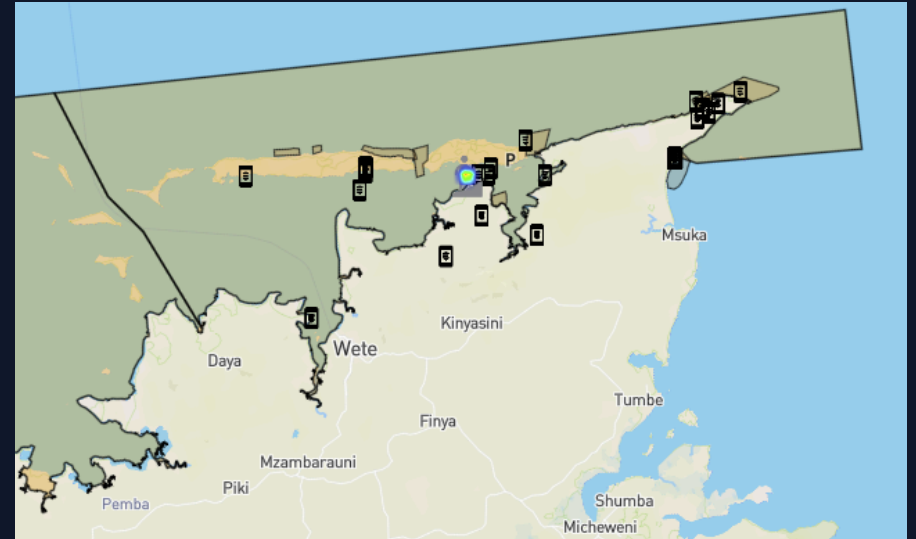 P
Msuka
Kinyasini
Wete
Daya
Tumbe
Finya
Mzambarauni
Piki
Pemba
Shumba
Micheweni